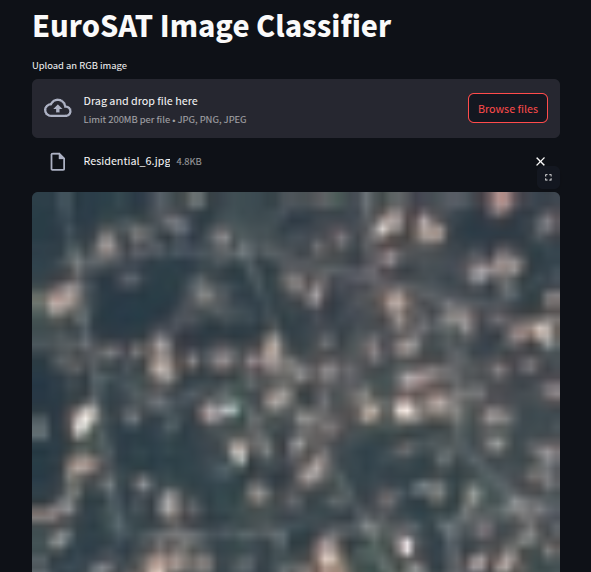 EuroSAT Image Classifier
Upload an RGB image
Drag and drop file here
Limit 200MB per file • JPG, PNG, JPEG
Browse files
Residential_6.jpg 4.8KB